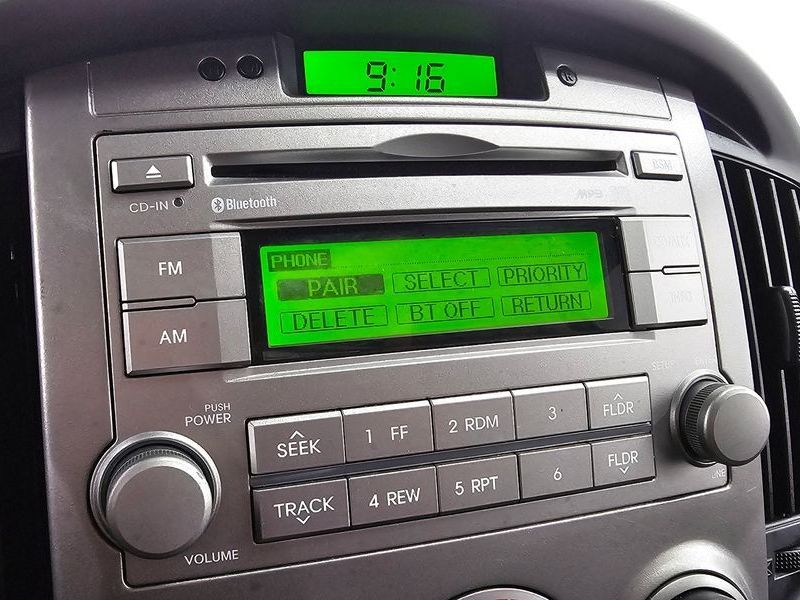 9:16
CD-IN
Bluetooth
MP3
FM
AM
PHONE
PAIR SELECT PRIORITY
DELETE BT OFF RETURN
INFO
PUSH
POWER
VOLUME
SEEK 1 FF 2 RDM 3 FLDR
TRACK 4 REW 5 RPT 6 FLDR
SETUP